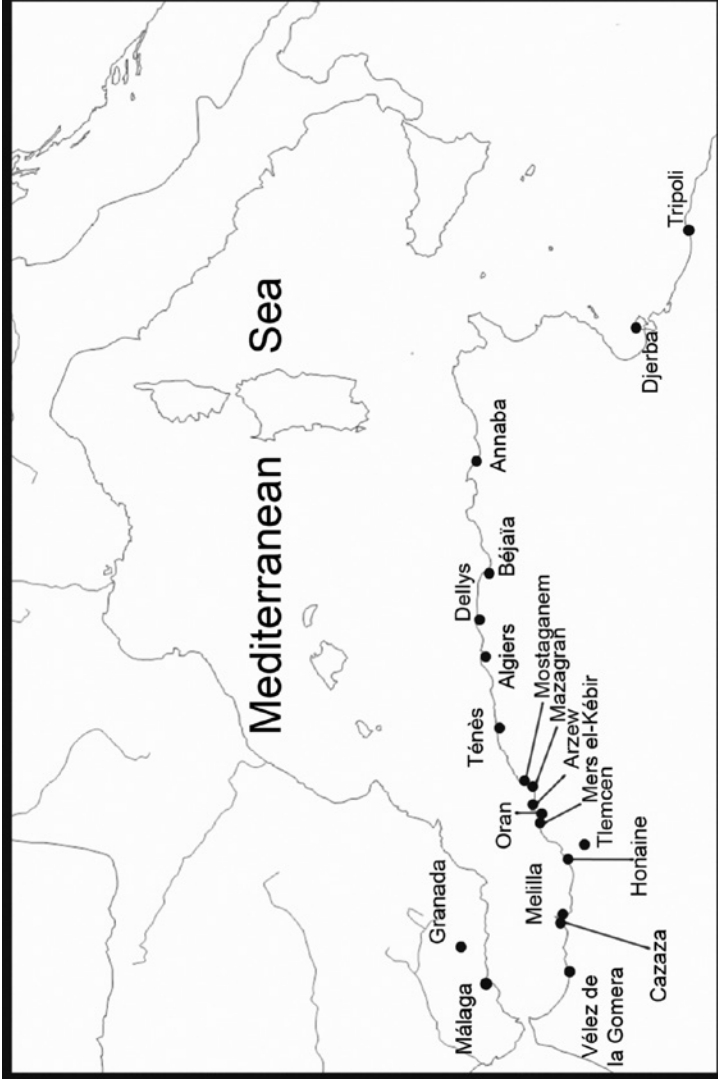 Mediterranean Sea
Granada
Málaga
Vélez de
la Gomera
Cazaza
Melilla
Honaine
Tlemcen
Oran
Mers el-Kébir
Arzew
Mazagran
Mostaganem
Ténès
Algiers
Dellys
Béjaïa
Annaba
Djerba
Tripoli